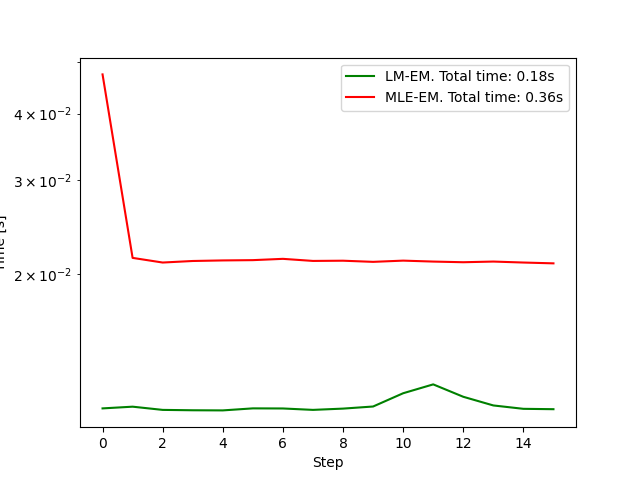 LM-EM. Total time: 0.18s
MLE-EM. Total time: 0.36s
4 × 10⁻²
3 × 10⁻²
2 × 10⁻²
[s]
0 2 4 6 8 10 12 14
Step